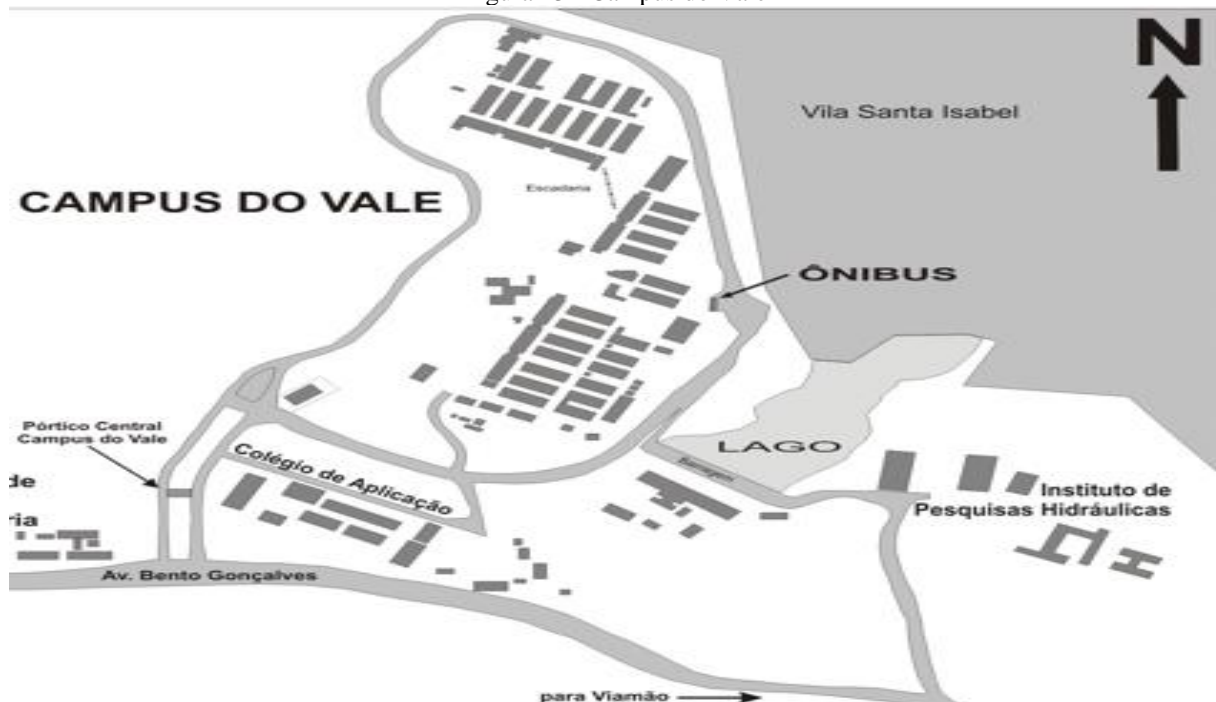 N
Vila Santa Isabel
CAMPUS DO VALE
Escadaria
ÔNIBUS
Pórtico Central
Campus do Vale
LAGO
Colégio de Aplicação
Barragem
de
ria
Instituto de
Pesquisas Hidráulicas
Av. Bento Gonçalves
para Viamão